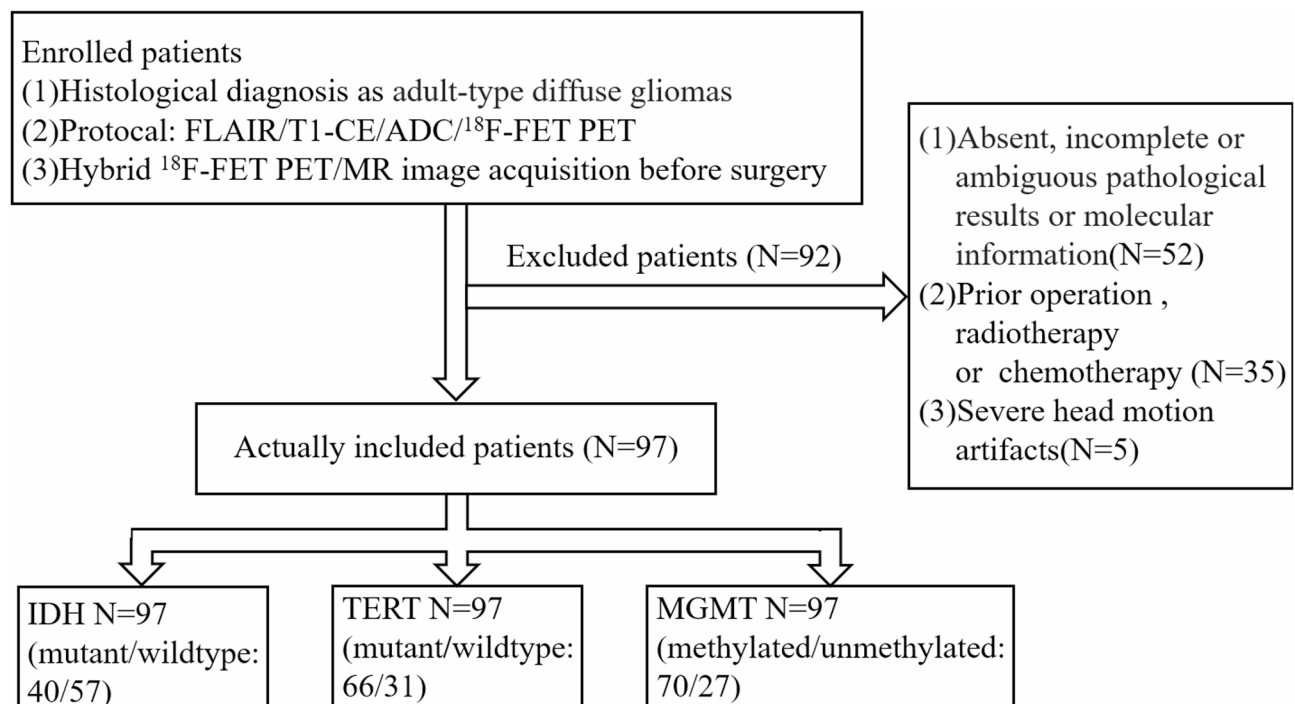 Enrolled patients
(1)Histological diagnosis as adult-type diffuse gliomas
(2)Protocal: FLAIR/T1-CE/ADC/¹⁸F-FET PET
(3)Hybrid ¹⁸F-FET PET/MR image acquisition before surgery
Excluded patients (N=92)
(1)Absent, incomplete or
ambiguous pathological
results or molecular
information(N=52)
(2)Prior operation ,
radiotherapy
or chemotherapy (N=35)
(3)Severe head motion
artifacts(N=5)
Actually included patients (N=97)
IDH N=97
(mutant/wildtype:
40/57)
TERT N=97
(mutant/wildtype:
66/31)
MGMT N=97
(methylated/unmethylated:
70/27)